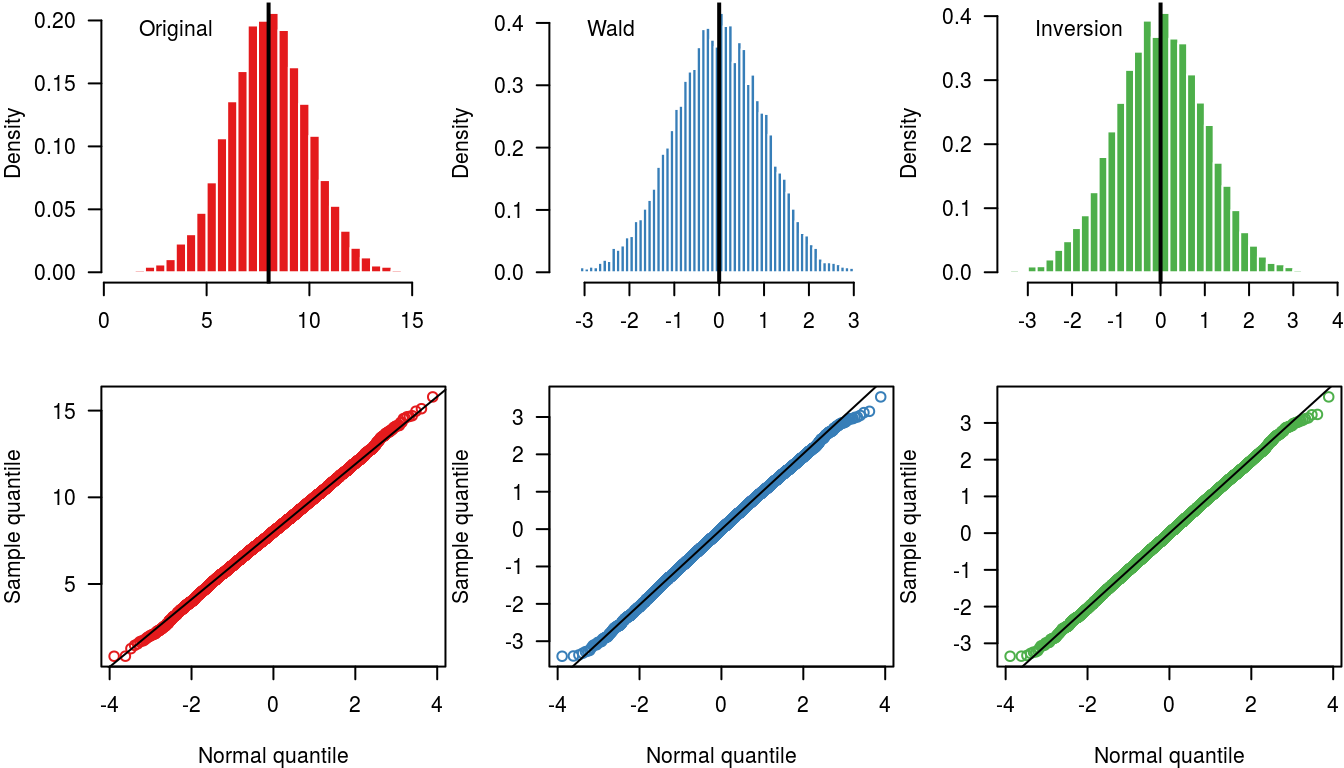 Original
Density
0.20
0.15
0.10
0.05
0.00
0 5 10 15
Wald
Density
0.4
0.3
0.2
0.1
0.0
-3 -2 -1 0 1 2 3
Inversion
Density
0.4
0.3
0.2
0.1
0.0
-3 -2 -1 0 1 2 3 4
Sample quantile
15
10
5
-4 -2 0 2 4
Normal quantile
Sample quantile
3
2
1
0
-1
-2
-3
-4 -2 0 2 4
Normal quantile
Sample quantile
3
2
1
0
-1
-2
-3
-4 -2 0 2 4
Normal quantile